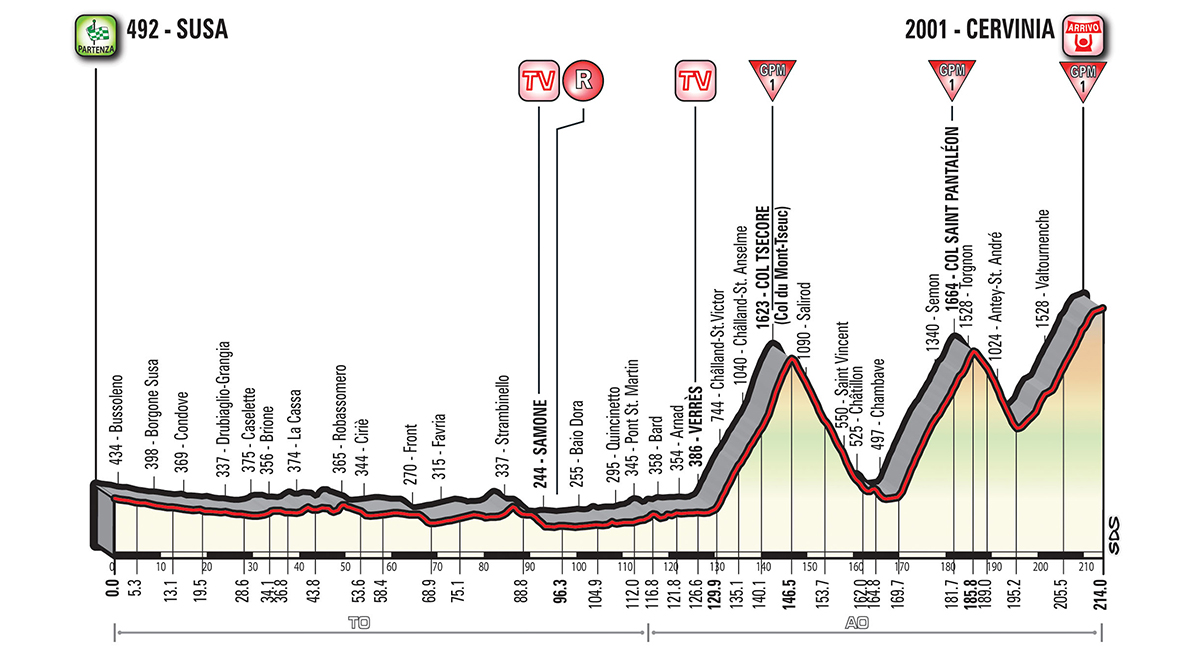 492 - SUSA
2001 - CERVINIA
PARTENZA
ARRIVO
TV
R
TV
GPM
1
GPM
1
GPM
1
434 - Bussoleno
398 - Borgone Susa
369 - Condove
337 - Drubiaglio-Grangia
375 - Caselette
356 - Brione
374 - La Cassa
365 - Robassomero
344 - Ciriè
270 - Front
315 - Favria
337 - Strambinello
244 - SAMONE
255 - Baio Dora
295 - Quincinetto
345 - Pont St. Martin
358 - Bard
354 - Arnad
386 - VERRÈS
744 - Châlland-St.Victor
1040 - Châlland-St. Anselme
1623 - COL TSECORE
(Col du Mont-Tseuc)
1090 - Salirod
550 - Saint Vincent
525 - Châtillon
497 - Chambave
1340 - Semon
1664 - COL SAINT PANTALÉON
1528 - Torgnon
1024 - Antey-St. André
1528 - Valtournenche
SDS
0 10 20 30 40 50 60 70 80 90 100 110 120 130 140 150 160 170 180 190 200 210
0.0 5.3 13.1 19.5 28.6 34.1 36.8 43.8 53.6 58.4 68.9 75.1 88.8 96.3 104.9 112.0 116.8 121.8 126.6 129.9 135.1 140.1 146.5 153.7 162.0 164.8 169.7 181.7 185.8 189.0 195.2 205.5 214.0
TO
AO